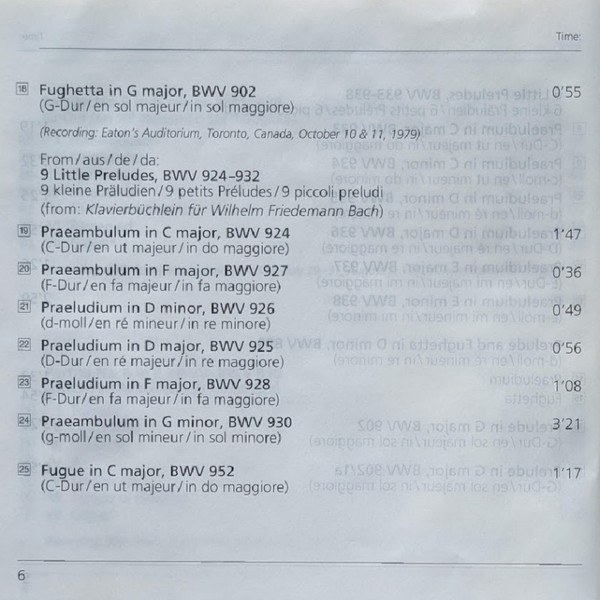 Time:
18 Fughetta in G major, BWV 902 0'55
(G-Dur/en sol majeur/in sol maggiore)
(Recording: Eaton's Auditorium, Toronto, Canada, October 10 & 11, 1979)
From/aus/de/da:
9 Little Preludes, BWV 924–932
9 kleine Präludien/9 petits Préludes/9 piccoli preludi
(from: Klavierbüchlein für Wilhelm Friedemann Bach)
19 Praeambulum in C major, BWV 924 1'47
(C-Dur/en ut majeur/in do maggiore)
20 Praeambulum in F major, BWV 927 0'36
(F-Dur/en fa majeur/in fa maggiore)
21 Praeludium in D minor, BWV 926 0'49
(d-moll/en ré mineur/in re minore)
22 Praeludium in D major, BWV 925 0'56
(D-Dur/en ré majeur/in re maggiore)
23 Praeludium in F major, BWV 928 1'08
(F-Dur/en fa majeur/in fa maggiore)
24 Praeambulum in G minor, BWV 930 3'21
(g-moll/en sol mineur/in sol minore)
25 Fugue in C major, BWV 952 1'17
(C-Dur/en ut majeur/in do maggiore)
6